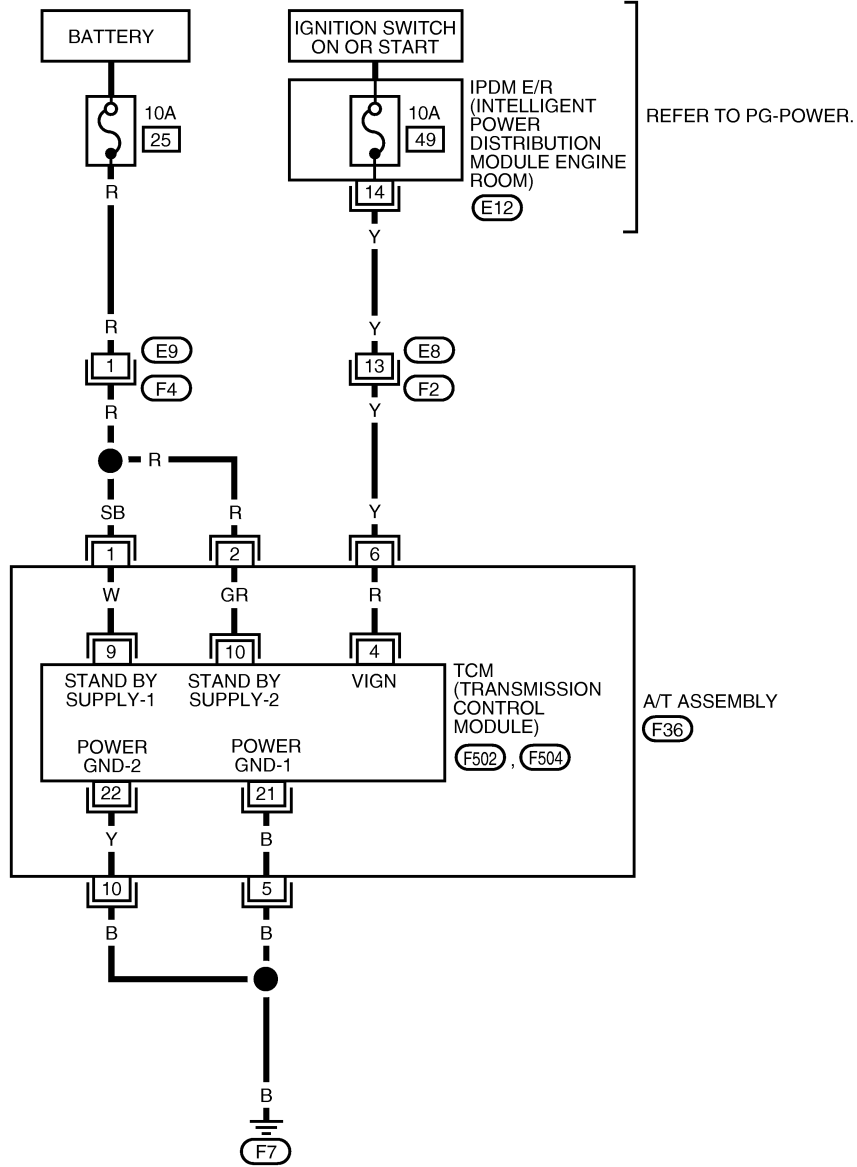 BATTERY
IGNITION SWITCH
ON OR START
10A
25
10A
49
IPDM E/R
(INTELLIGENT
POWER
DISTRIBUTION
MODULE ENGINE
ROOM)
E12
REFER TO PG-POWER.
R
14
Y
R
Y
1
E9
F4
13
E8
F2
R
Y
R
SB
R
Y
1
2
6
W
GR
R
9
10
4
STAND BY
SUPPLY-1
STAND BY
SUPPLY-2
VIGN
TCM
(TRANSMISSION
CONTROL
MODULE)
F502 , F504
A/T ASSEMBLY
F36
POWER
GND-2
POWER
GND-1
22
21
Y
B
10
5
B
B
B
F7